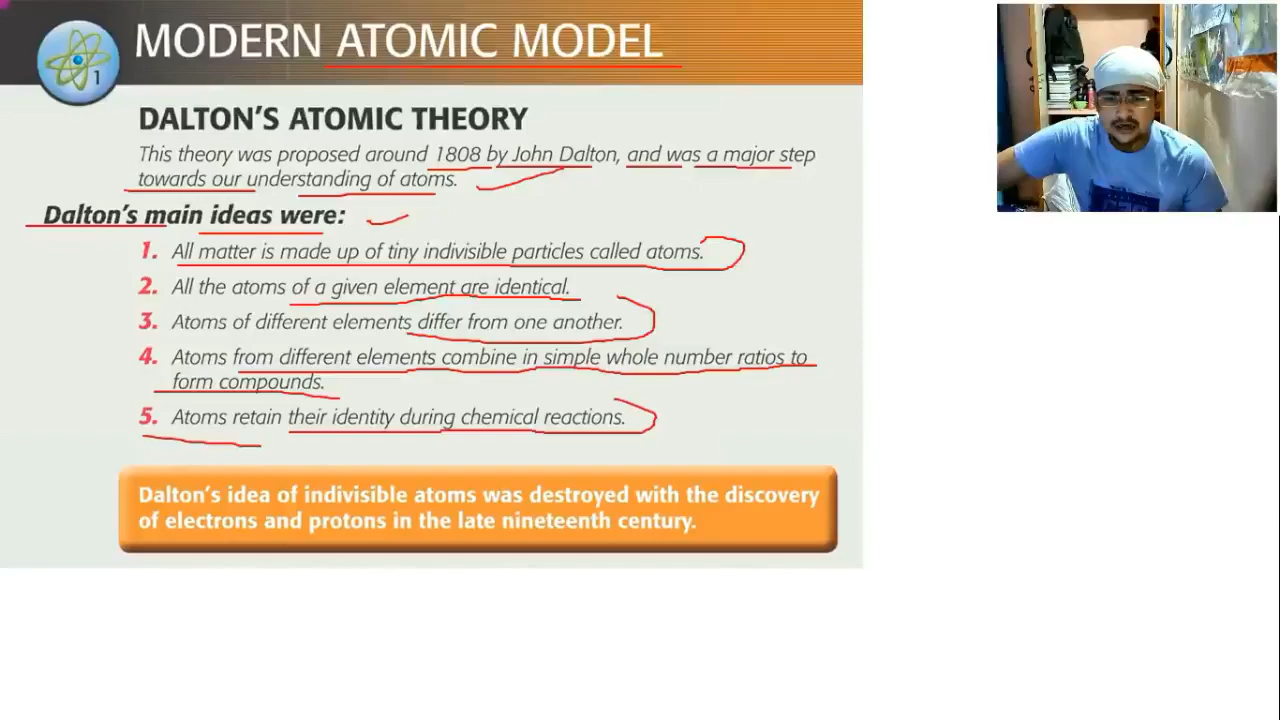 1
MODERN ATOMIC MODEL
DALTON'S ATOMIC THEORY
This theory was proposed around 1808 by John Dalton, and was a major step
towards our understanding of atoms.
Dalton's main ideas were:
1. All matter is made up of tiny indivisible particles called atoms.
2. All the atoms of a given element are identical.
3. Atoms of different elements differ from one another.
4. Atoms from different elements combine in simple whole number ratios to
form compounds.
5. Atoms retain their identity during chemical reactions.
Dalton's idea of indivisible atoms was destroyed with the discovery
of electrons and protons in the late nineteenth century.